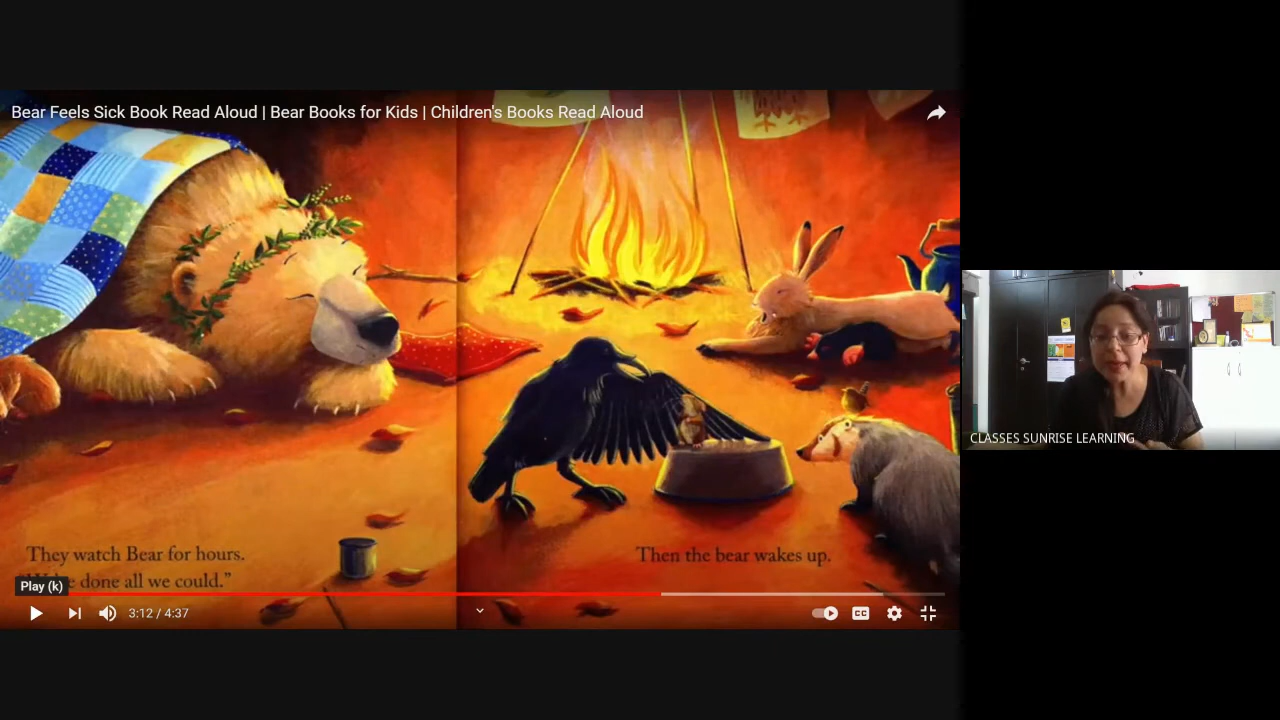 Bear Feels Sick Book Read Aloud | Bear Books for Kids | Children's Books Read Aloud
They watch Bear for hours.
done all we could.”
Then the bear wakes up.
Play (k)
3:12 / 4:37
CC
CLASSES SUNRISE LEARNING